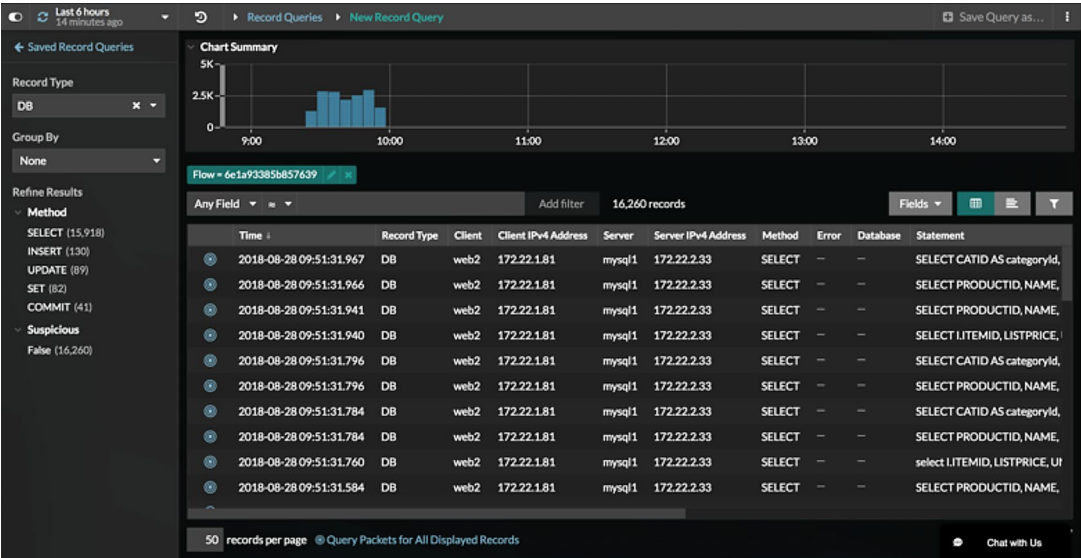 Last 6 hours
14 minutes ago
Record Queries
New Record Query
Save Query as...
Saved Record Queries
Record Type
DB
Group By
None
Refine Results
Method
SELECT (15,918)
INSERT (130)
UPDATE (89)
SET (82)
COMMIT (41)
Suspicious
False (16,260)
Chart Summary
5K
2.5K
0
9:00 10:00 11:00 12:00 13:00 14:00
Flow = 6e1a93385b857639
Any Field ≈ Add filter 16,260 records Fields
Time ↓ Record Type Client Client IPv4 Address Server Server IPv4 Address Method Error Database Statement
2018-08-28 09:51:31.967 DB web2 172.22.1.81 mysql1 172.22.2.33 SELECT — — SELECT CATID AS categoryId,
2018-08-28 09:51:31.966 DB web2 172.22.1.81 mysql1 172.22.2.33 SELECT — — SELECT PRODUCTID, NAME,
2018-08-28 09:51:31.941 DB web2 172.22.1.81 mysql1 172.22.2.33 SELECT — — SELECT PRODUCTID, NAME,
2018-08-28 09:51:31.940 DB web2 172.22.1.81 mysql1 172.22.2.33 SELECT — — SELECT I.ITEMID, LISTPRICE,
2018-08-28 09:51:31.796 DB web2 172.22.1.81 mysql1 172.22.2.33 SELECT — — SELECT CATID AS categoryId,
2018-08-28 09:51:31.796 DB web2 172.22.1.81 mysql1 172.22.2.33 SELECT — — SELECT PRODUCTID, NAME,
2018-08-28 09:51:31.784 DB web2 172.22.1.81 mysql1 172.22.2.33 SELECT — — SELECT CATID AS categoryId,
2018-08-28 09:51:31.784 DB web2 172.22.1.81 mysql1 172.22.2.33 SELECT — — SELECT PRODUCTID, NAME,
2018-08-28 09:51:31.760 DB web2 172.22.1.81 mysql1 172.22.2.33 SELECT — — select I.ITEMID, LISTPRICE,
2018-08-28 09:51:31.584 DB web2 172.22.1.81 mysql1 172.22.2.33 SELECT — — SELECT PRODUCTID, NAME,
50 records per page Query Packets for All Displayed Records
Chat with Us